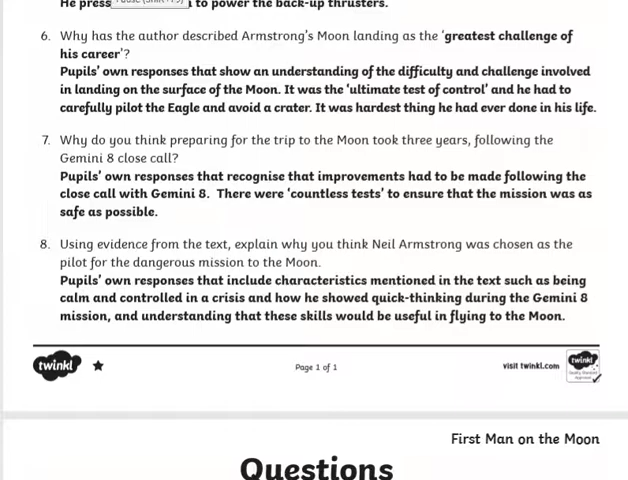 He press to power the back-up thrusters.
6. Why has the author described Armstrong's Moon landing as the 'greatest challenge of
his career'?
Pupils' own responses that show an understanding of the difficulty and challenge involved
in landing on the surface of the Moon. It was the 'ultimate test of control' and he had to
carefully pilot the Eagle and avoid a crater. It was hardest thing he had ever done in his life.
7. Why do you think preparing for the trip to the Moon took three years, following the
Gemini 8 close call?
Pupils' own responses that recognise that improvements had to be made following the
close call with Gemini 8. There were 'countless tests' to ensure that the mission was as
safe as possible.
8. Using evidence from the text, explain why you think Neil Armstrong was chosen as the
pilot for the dangerous mission to the Moon.
Pupils' own responses that include characteristics mentioned in the text such as being
calm and controlled in a crisis and how he showed quick-thinking during the Gemini 8
mission, and understanding that these skills would be useful in flying to the Moon.
twinkl Page 1 of 1 visit twinkl.com twinkl
First Man on the Moon
Questions